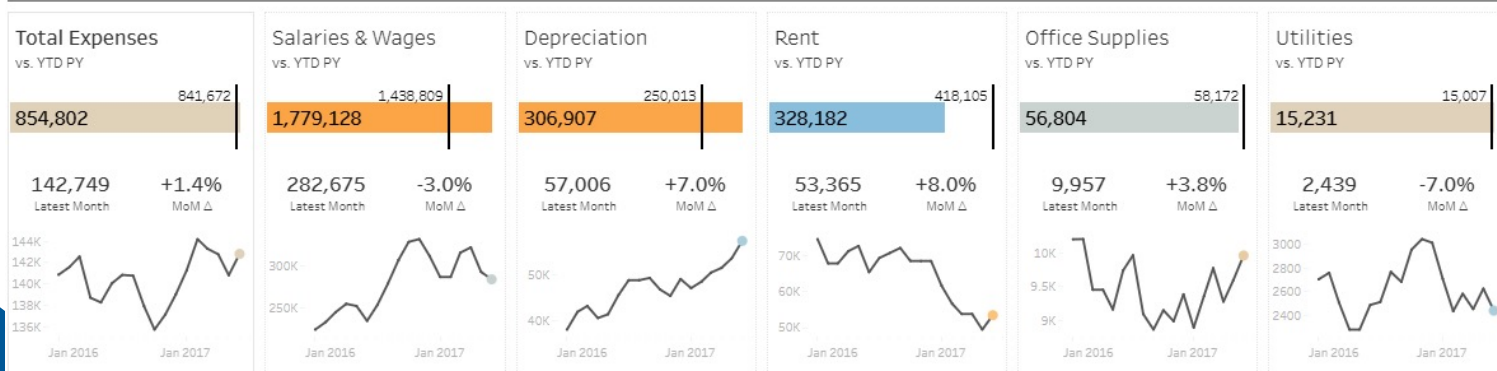 Total Expenses
vs. YTD PY
841,672
854,802
142,749 +1.4%
Latest Month MoM Δ
144K
142K
140K
138K
136K
Jan 2016 Jan 2017
Salaries & Wages
vs. YTD PY
1,438,809
1,779,128
282,675 -3.0%
Latest Month MoM Δ
300K
250K
Jan 2016 Jan 2017
Depreciation
vs. YTD PY
250,013
306,907
57,006 +7.0%
Latest Month MoM Δ
50K
40K
Jan 2016 Jan 2017
Rent
vs. YTD PY
418,105
328,182
53,365 +8.0%
Latest Month MoM Δ
70K
60K
50K
Jan 2016 Jan 2017
Office Supplies
vs. YTD PY
58,172
56,804
9,957 +3.8%
Latest Month MoM Δ
10K
9.5K
9K
Jan 2016 Jan 2017
Utilities
vs. YTD PY
15,007
15,231
2,439 -7.0%
Latest Month MoM Δ
3000
2800
2600
2400
Jan 2016 Jan 2017